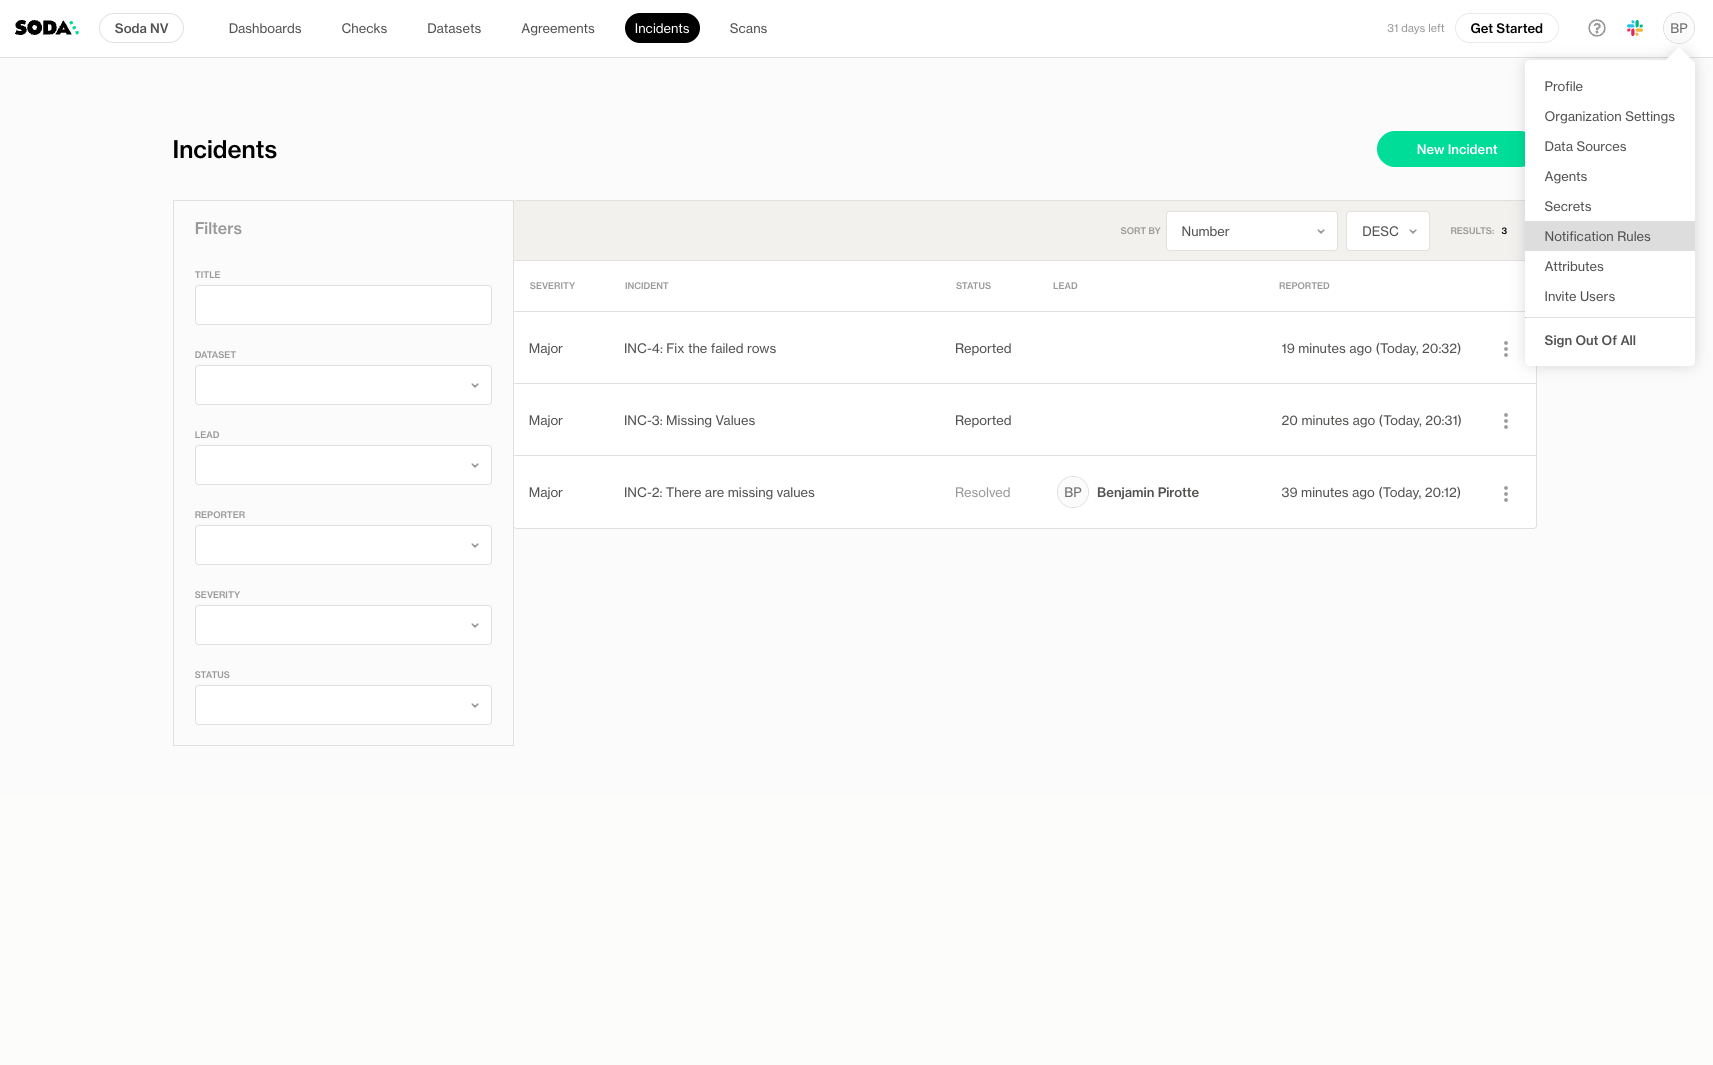 SODA
Soda NV
Dashboards
Checks
Datasets
Agreements
Incidents
Scans
31 days left
Get Started
BP
Profile
Organization Settings
Data Sources
Agents
Secrets
Notification Rules
Attributes
Invite Users
Sign Out Of All
Incidents
New Incident
Filters
TITLE
DATASET
LEAD
REPORTER
SEVERITY
STATUS
SORT BY
Number
DESC
RESULTS: 3
SEVERITY INCIDENT STATUS LEAD REPORTED
Major INC-4: Fix the failed rows Reported 19 minutes ago (Today, 20:32)
Major INC-3: Missing Values Reported 20 minutes ago (Today, 20:31)
Major INC-2: There are missing values Resolved BP Benjamin Pirotte 39 minutes ago (Today, 20:12)